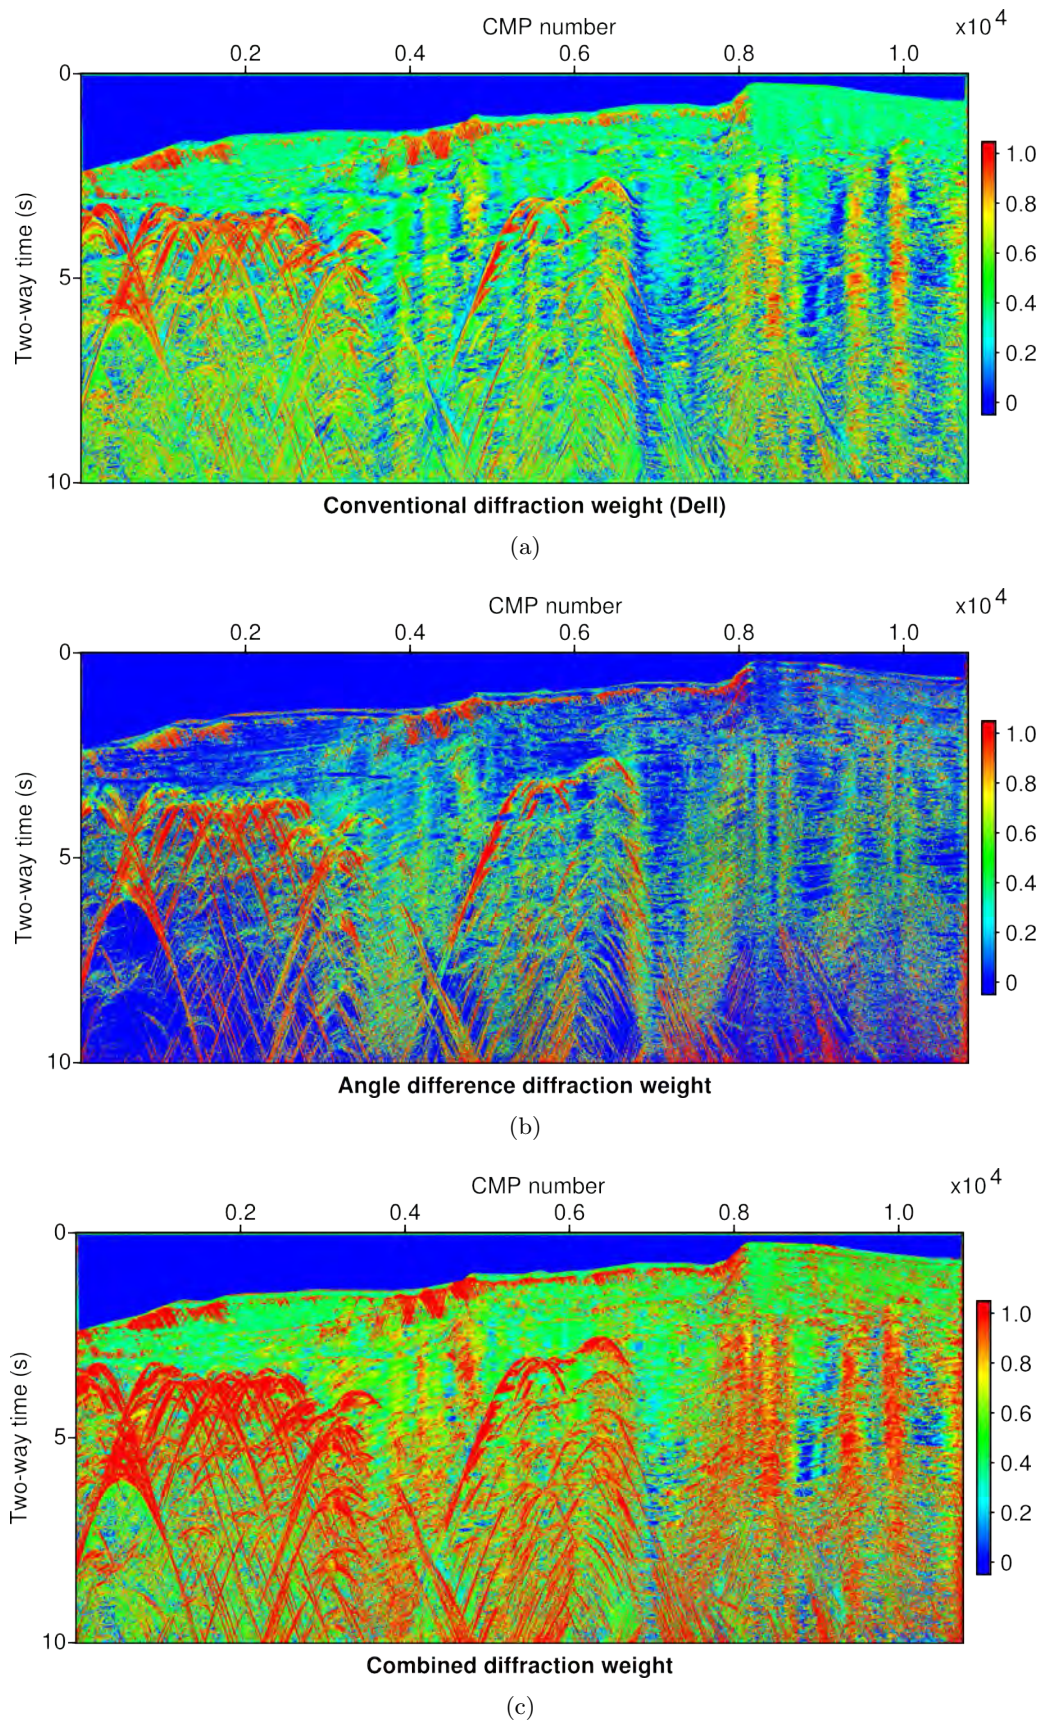 CMP number
x10 4
0.2 0.4 0.6 0.8 1.0
0
5
10
Two-way time (s)
1.0
0.8
0.6
0.4
0.2
0
Conventional diffraction weight (Dell)
(a)
CMP number
x10 4
0.2 0.4 0.6 0.8 1.0
0
5
10
Two-way time (s)
1.0
0.8
0.6
0.4
0.2
0
Angle difference diffraction weight
(b)
CMP number
x10 4
0.2 0.4 0.6 0.8 1.0
0
5
10
Two-way time (s)
1.0
0.8
0.6
0.4
0.2
0
Combined diffraction weight
(c)